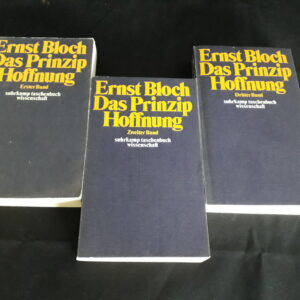 Ernst Bloch
Das Prinzip
Hoffnung
Erster Band
suhrkamp taschenbuch
wissenschaft
Ernst Bloch
Das Prinzip
Hoffnung
Zweiter Band
suhrkamp taschenbuch
wissenschaft
Ernst Bloch
Das Prinzip
Hoffnung
Dritter Band
suhrkamp taschenbuch
wissenschaft